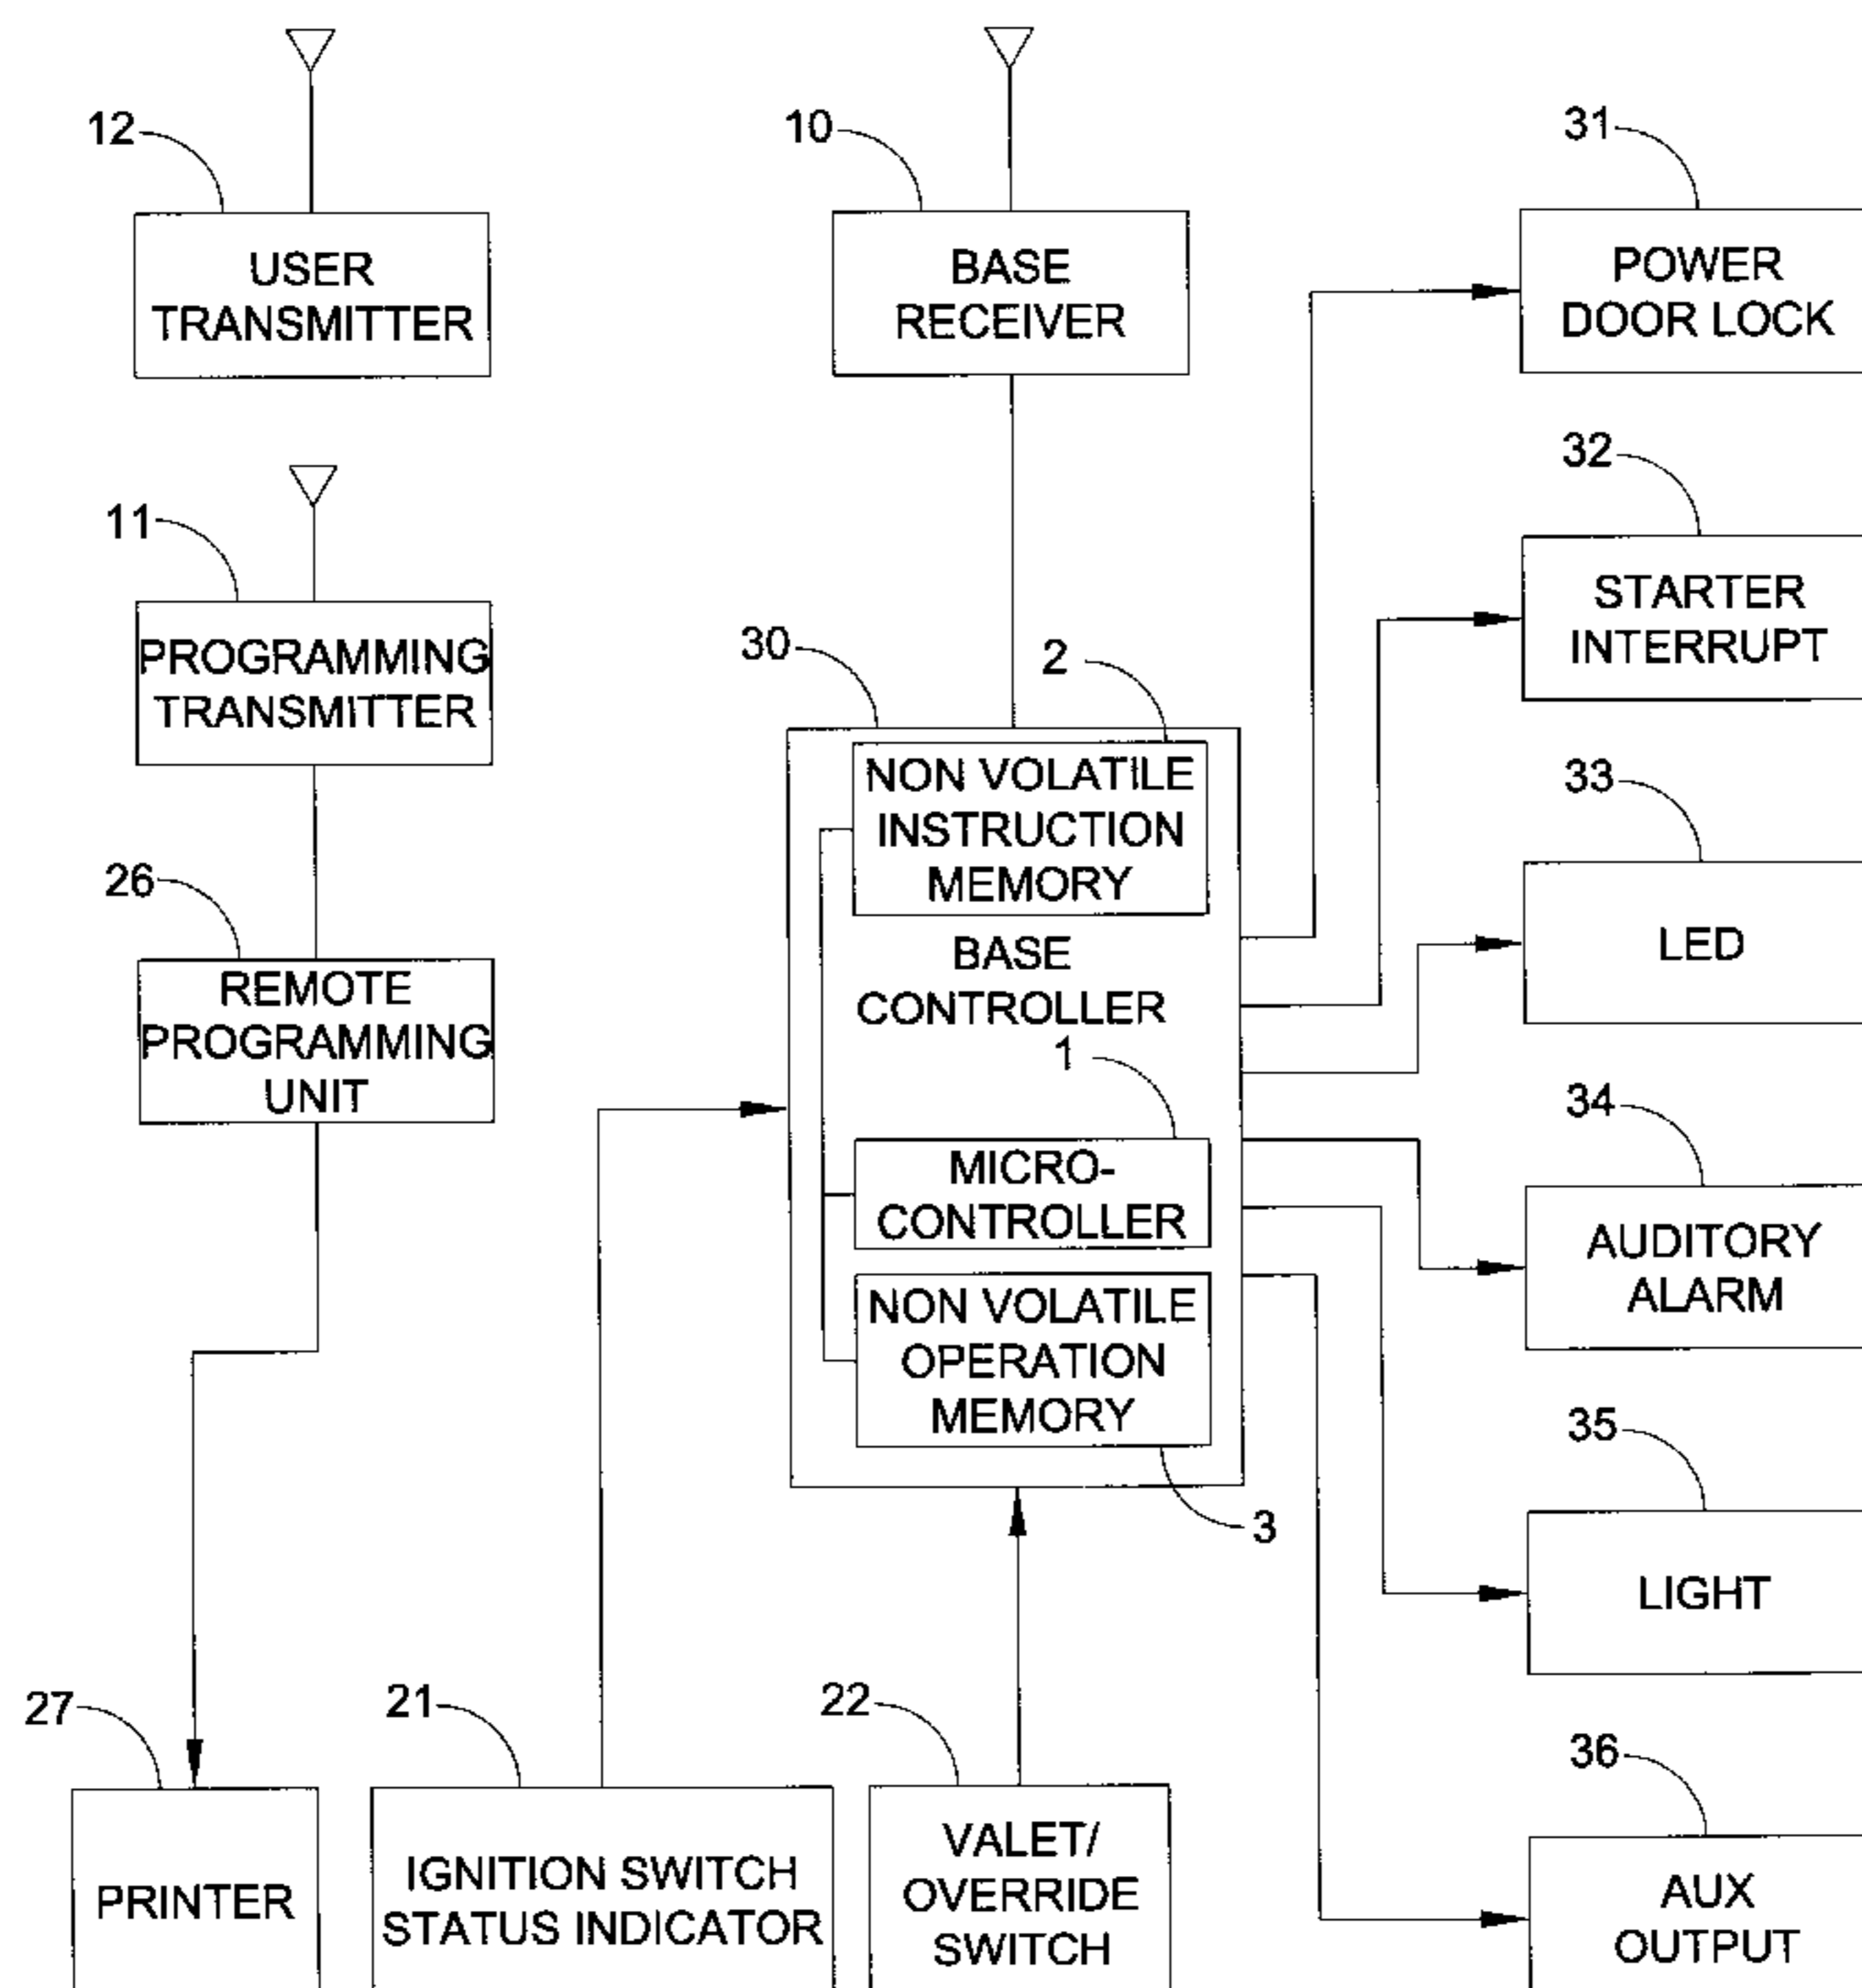 12
USER
TRANSMITTER
11
PROGRAMMING
TRANSMITTER
26
REMOTE
PROGRAMMING
UNIT
27
PRINTER
21
IGNITION SWITCH
STATUS INDICATOR
10
BASE
RECEIVER
30
2
NON VOLATILE
INSTRUCTION
MEMORY
BASE
CONTROLLER
1
MICRO-
CONTROLLER
NON VOLATILE
OPERATION
MEMORY
3
22
VALET/
OVERRIDE
SWITCH
31
POWER
DOOR LOCK
32
STARTER
INTERRUPT
33
LED
34
AUDITORY
ALARM
35
LIGHT
36
AUX
OUTPUT